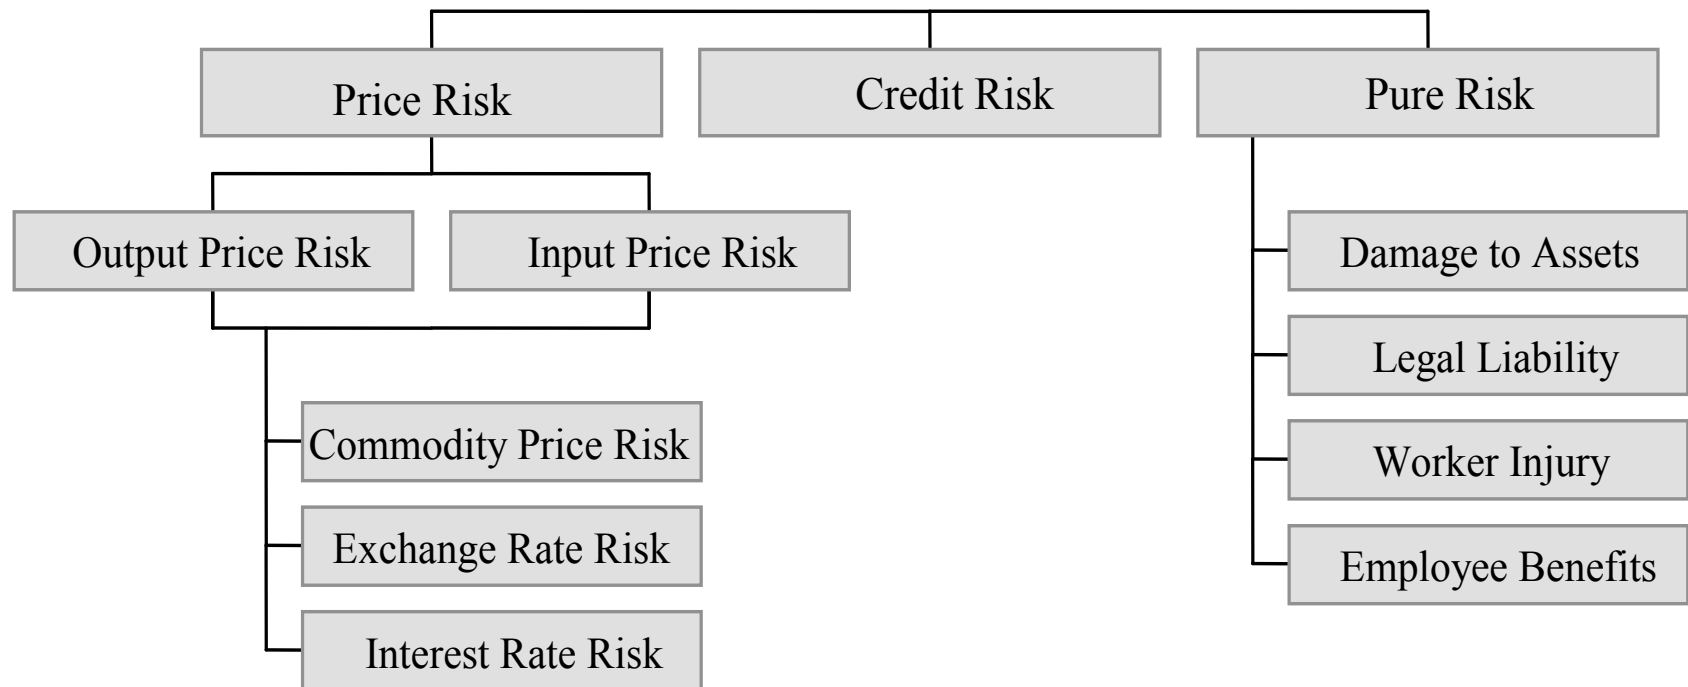 Price Risk
Credit Risk
Pure Risk
Output Price Risk
Input Price Risk
Commodity Price Risk
Exchange Rate Risk
Interest Rate Risk
Damage to Assets
Legal Liability
Worker Injury
Employee Benefits